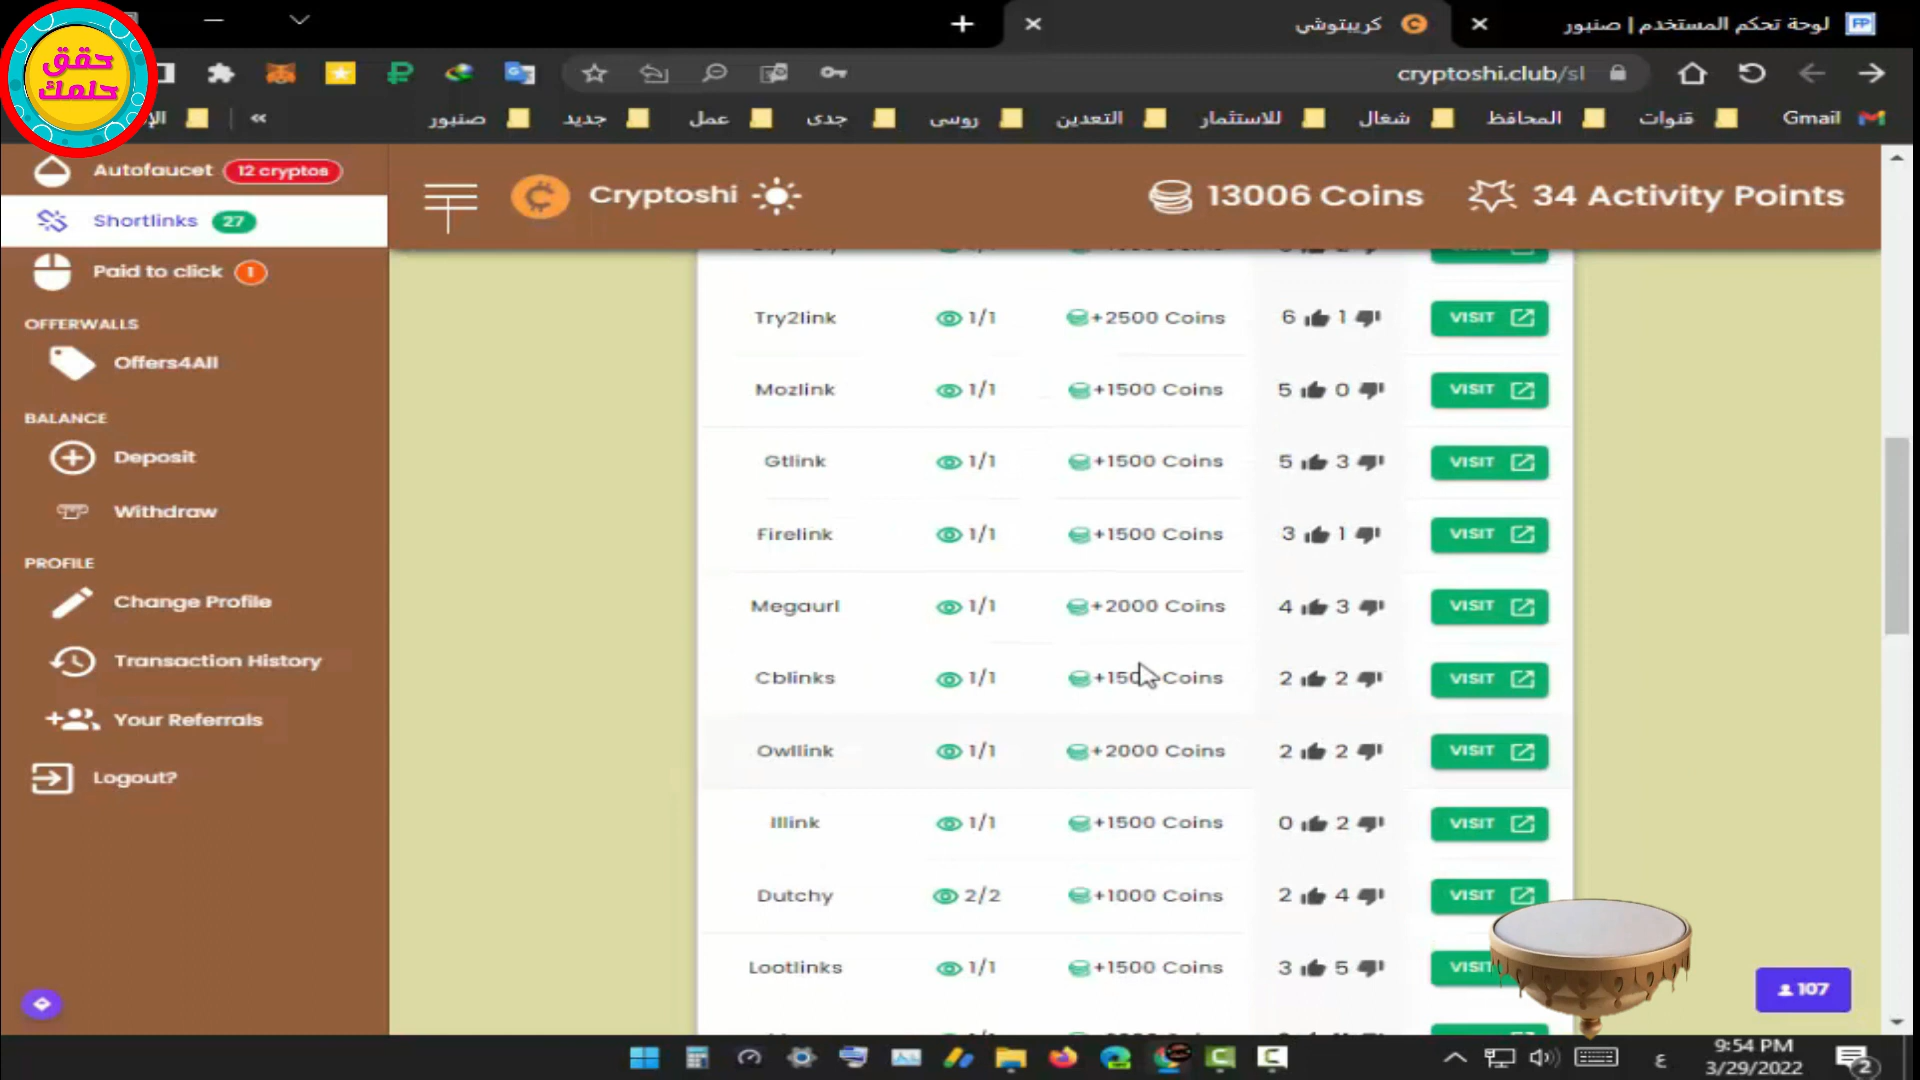 حقق
حلمك
كريبتوشي
لوحة تحكم المستخدم | صنبور
cryptoshi.club/sl
صنبور
جديد
عمل
جدى
روسى
التعدين
للاستثمار
شغال
المحافظ
قنوات
Gmail
Autofaucet 12 cryptos
Shortlinks 27
Paid to click 1
OFFERWALLS
Offers4All
BALANCE
Deposit
Withdraw
PROFILE
Change Profile
Transaction History
Your Referrals
Logout?
Cryptoshi
13006 Coins
34 Activity Points
Try2link 1/1 +2500 Coins 6 1 VISIT
Mozlink 1/1 +1500 Coins 5 0 VISIT
Gtlink 1/1 +1500 Coins 5 3 VISIT
Firelink 1/1 +1500 Coins 3 1 VISIT
Megaurl 1/1 +2000 Coins 4 3 VISIT
Cblinks 1/1 +150 Coins 2 2 VISIT
Owllink 1/1 +2000 Coins 2 2 VISIT
Illink 1/1 +1500 Coins 0 2 VISIT
Dutchy 2/2 +1000 Coins 2 4 VISIT
Lootlinks 1/1 +1500 Coins 3 5 VISIT
107
ع
9:54 PM
3/29/2022
2